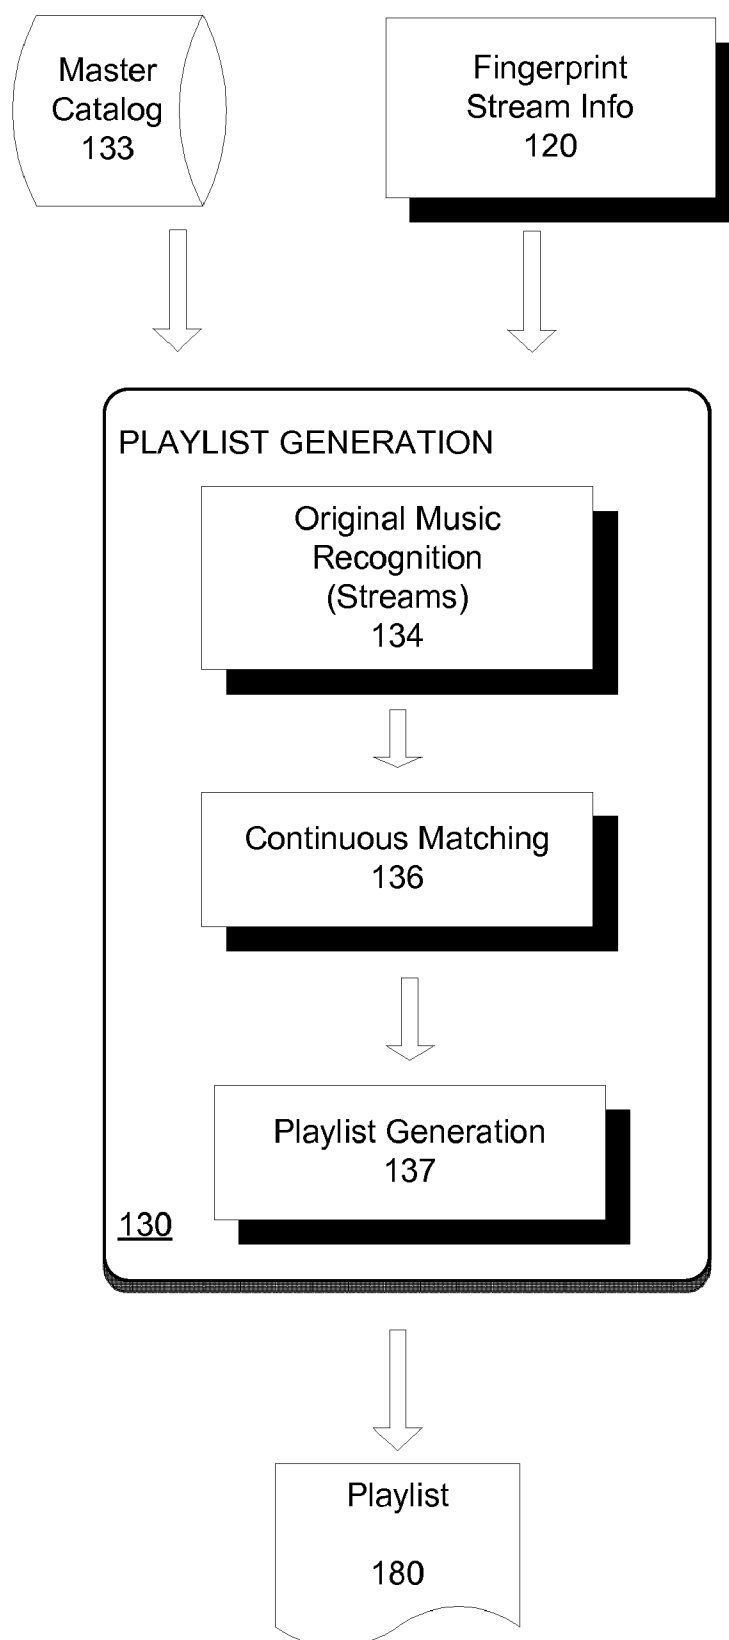 Master
Catalog
133
Fingerprint
Stream Info
120
PLAYLIST GENERATION
Original Music
Recognition
(Streams)
134
Continuous Matching
136
Playlist Generation
137
130
Playlist
180